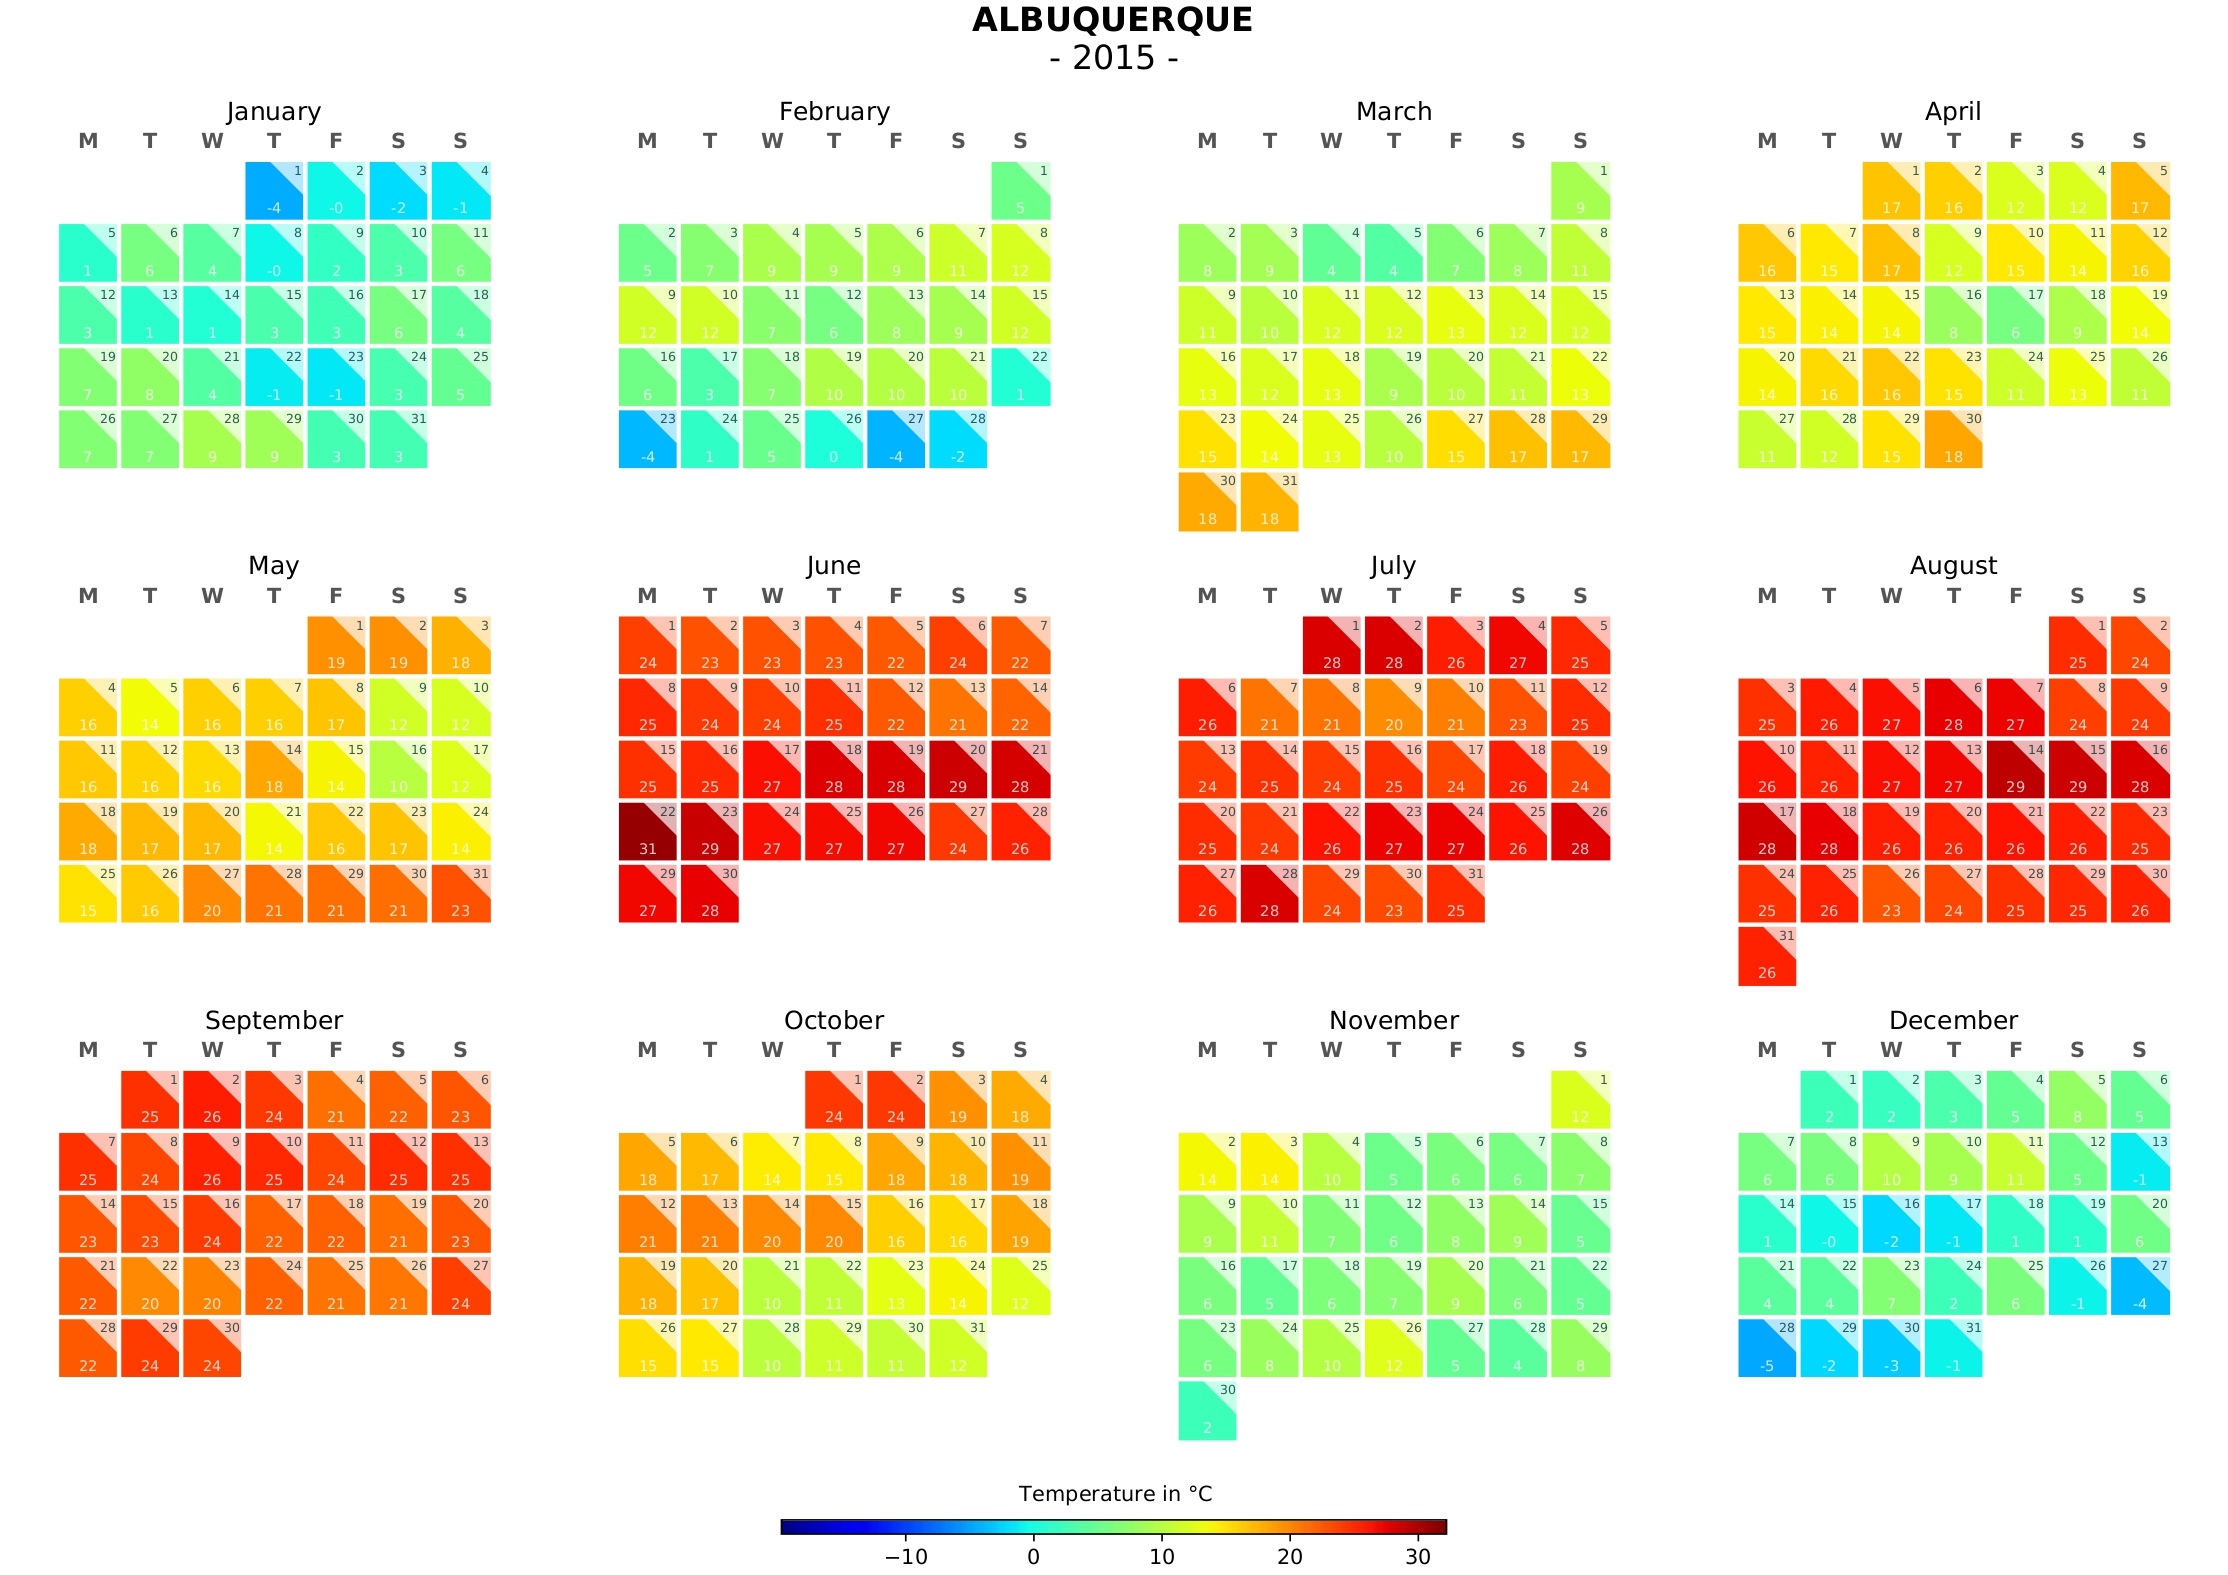 ALBUQUERQUE
- 2015 -
January February March April
M T W T F S S M T W T F S S M T W T F S S M T W T F S S
1 2 3 4 1 1 1 2 3 4 5
-4 -0 -2 -1 5 9 17 16 12 12 17
5 6 7 8 9 10 11 2 3 4 5 6 7 8 2 3 4 5 6 7 8 6 7 8 9 10 11 12
1 6 4 -0 2 3 6 5 7 9 9 9 11 12 8 9 4 4 7 8 11 16 15 17 12 15 14 16
12 13 14 15 16 17 18 9 10 11 12 13 14 15 9 10 11 12 13 14 15 13 14 15 16 17 18 19
3 1 1 3 3 6 4 12 12 7 6 8 9 12 11 10 12 12 13 12 12 15 14 14 8 6 9 14
19 20 21 22 23 24 25 16 17 18 19 20 21 22 16 17 18 19 20 21 22 20 21 22 23 24 25 26
7 8 4 -1 -1 3 5 6 3 7 10 10 10 1 13 12 13 9 10 11 13 14 16 16 15 11 13 11
26 27 28 29 30 31 23 24 25 26 27 28 23 24 25 26 27 28 29 27 28 29 30
7 7 9 9 3 3 -4 1 5 0 -4 -2 15 14 13 10 15 17 17 11 12 15 18
30 31
18 18
May June July August
M T W T F S S M T W T F S S M T W T F S S M T W T F S S
1 2 3 1 2 3 4 5 6 7 1 2 3 4 5 1 2
19 19 18 24 23 23 23 22 24 22 28 28 26 27 25 25 24
4 5 6 7 8 9 10 8 9 10 11 12 13 14 6 7 8 9 10 11 12 3 4 5 6 7 8 9
16 14 16 16 17 12 12 25 24 24 25 22 21 22 26 21 21 20 21 23 25 25 26 27 28 27 24 24
11 12 13 14 15 16 17 15 16 17 18 19 20 21 13 14 15 16 17 18 19 10 11 12 13 14 15 16
16 16 16 18 14 10 12 25 25 27 28 28 29 28 24 25 24 25 24 26 24 26 26 27 27 29 29 28
18 19 20 21 22 23 24 22 23 24 25 26 27 28 20 21 22 23 24 25 26 17 18 19 20 21 22 23
18 17 17 14 16 17 14 31 29 27 27 27 24 26 25 24 26 27 27 26 28 28 28 26 26 26 26 25
25 26 27 28 29 30 31 29 30 27 28 29 30 31 24 25 26 27 28 29 30
15 16 20 21 21 21 23 27 28 26 28 24 23 25 25 26 23 24 25 25 26
31
26
September October November December
M T W T F S S M T W T F S S M T W T F S S M T W T F S S
1 2 3 4 5 6 1 2 3 4 1 1 2 3 4 5 6
25 26 24 21 22 23 24 24 19 18 12 2 2 3 5 8 5
7 8 9 10 11 12 13 5 6 7 8 9 10 11 2 3 4 5 6 7 8 7 8 9 10 11 12 13
25 24 26 25 24 25 25 18 17 14 15 18 18 19 14 14 10 5 6 6 7 6 6 10 9 11 5 -1
14 15 16 17 18 19 20 12 13 14 15 16 17 18 9 10 11 12 13 14 15 14 15 16 17 18 19 20
23 23 24 22 22 21 23 21 21 20 20 16 16 19 9 11 7 6 8 9 5 1 -0 -2 -1 1 1 6
21 22 23 24 25 26 27 19 20 21 22 23 24 25 16 17 18 19 20 21 22 21 22 23 24 25 26 27
22 20 20 22 21 21 24 18 17 10 11 13 14 12 6 5 6 7 9 6 5 4 4 7 2 6 -1 -4
28 29 30 26 27 28 29 30 31 23 24 25 26 27 28 29 28 29 30 31
22 24 24 15 15 10 11 11 12 6 8 10 12 5 4 8 -5 -2 -3 -1
30
2
Temperature in °C
−10 0 10 20 30